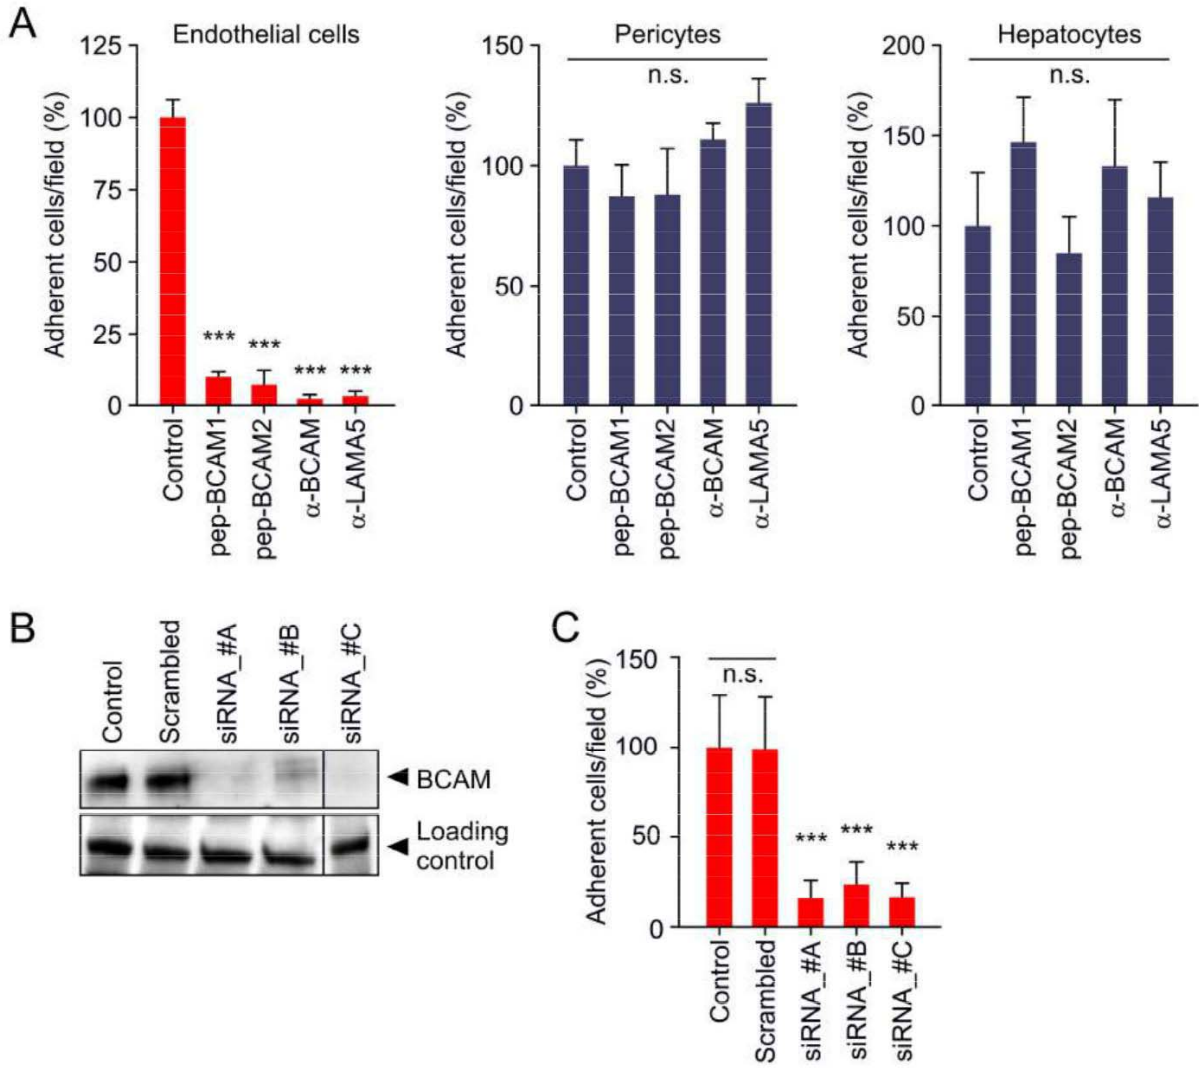 A
Endothelial cells
Adherent cells/field (%)
125
100
75
50
25
0
***
***
***
***
Control
pep-BCAM1
pep-BCAM2
α-BCAM
α-LAMA5
Pericytes
n.s.
Adherent cells/field (%)
150
100
50
0
Control
pep-BCAM1
pep-BCAM2
α-BCAM
α-LAMA5
Hepatocytes
n.s.
Adherent cells/field (%)
200
150
100
50
0
Control
pep-BCAM1
pep-BCAM2
α-BCAM
α-LAMA5
B
Control
Scrambled
siRNA_#A
siRNA_#B
siRNA_#C
BCAM
Loading
control
C
n.s.
Adherent cells/field (%)
150
100
50
0
***
***
***
Control
Scrambled
siRNA_#A
siRNA_#B
siRNA_#C